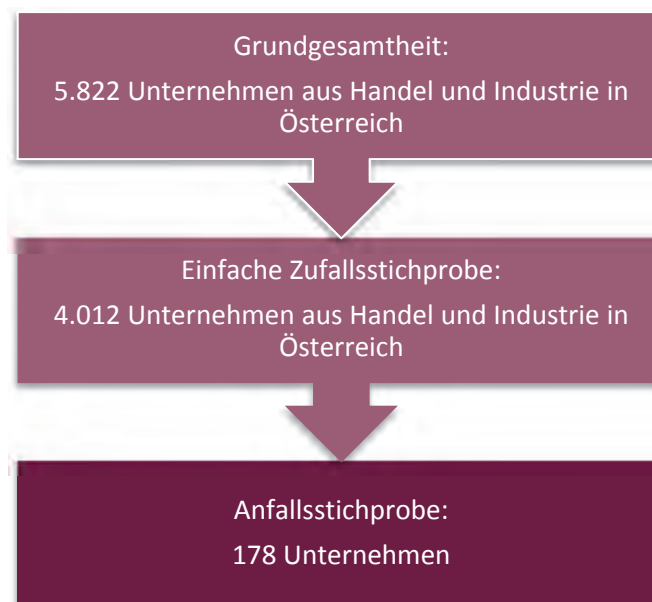 Grundgesamtheit:
5.822 Unternehmen aus Handel und Industrie in
Österreich
Einfache Zufallsstichprobe:
4.012 Unternehmen aus Handel und Industrie in
Österreich
Anfallsstichprobe:
178 Unternehmen